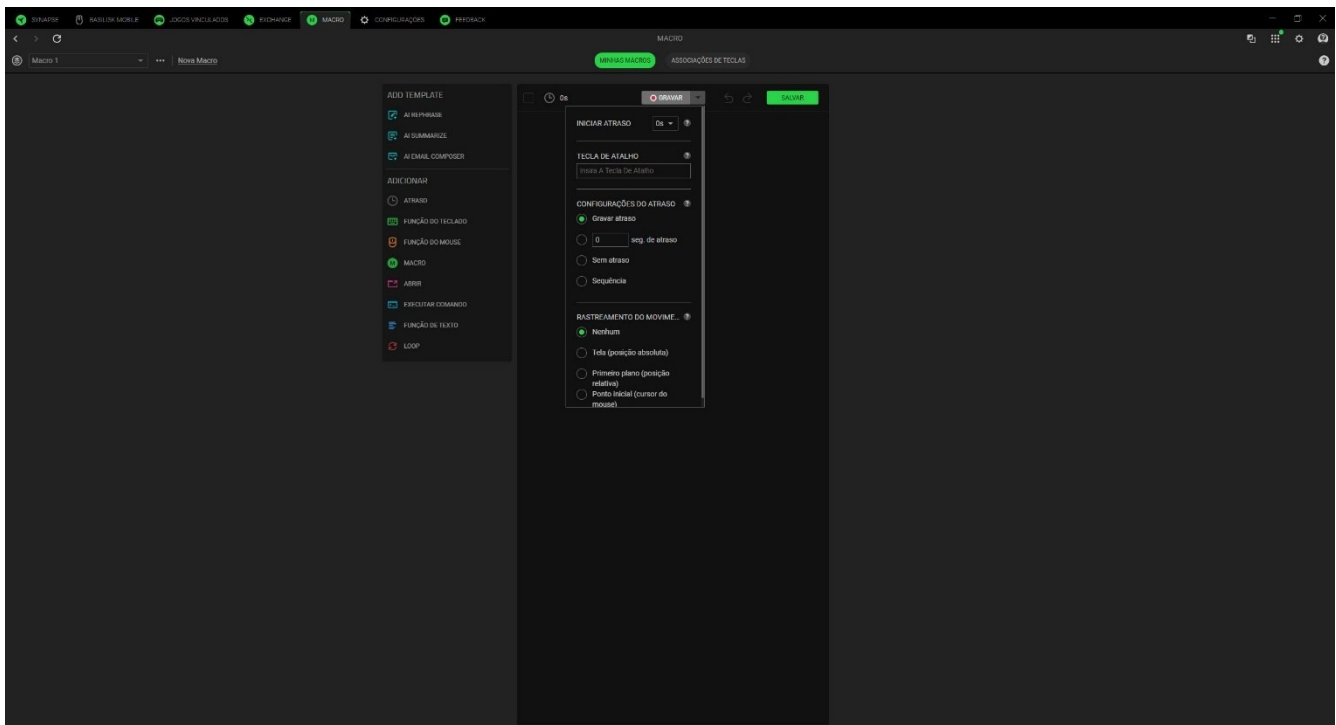 SYNAPSE
BASILISK MOBILE
JOGOS VINCULADOS
EXCHANGE
MACRO
CONFIGURAÇÕES
FEEDBACK
MACRO
Macro 1
Nova Macro
MINHAS MACROS
ASSOCIAÇÕES DE TECLAS
ADD TEMPLATE
AI REPHRASE
AI SUMMARIZE
AI EMAIL COMPOSER
ADICIONAR
ATRASO
FUNÇÃO DO TECLADO
FUNÇÃO DO MOUSE
MACRO
ABRIR
EXECUTAR COMANDO
FUNÇÃO DE TEXTO
LOOP
0s
GRAVAR
SALVAR
INICIAR ATRASO 0s
TECLA DE ATALHO
Insira A Tecla De Atalho
CONFIGURAÇÕES DO ATRASO
Gravar atraso
0 seg. de atraso
Sem atraso
Sequência
RASTREAMENTO DO MOVIME...
Nenhum
Tela (posição absoluta)
Primeiro plano (posição
relativa)
Ponto inicial (cursor do
mouse)